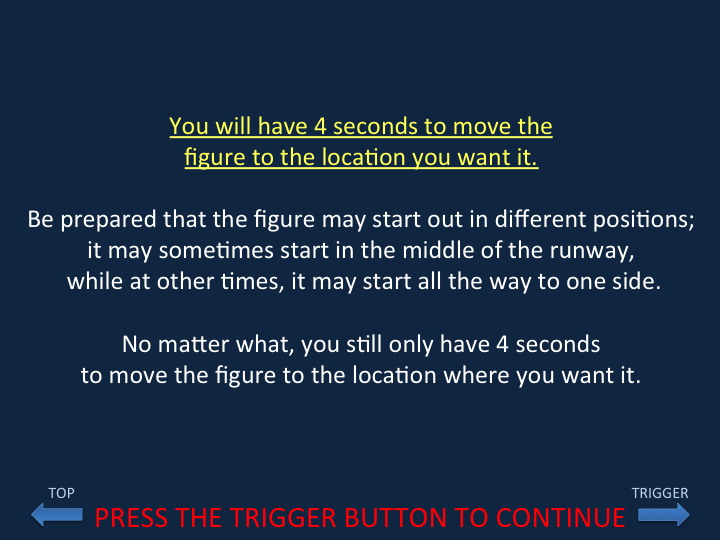 You will have 4 seconds to move the
figure to the location you want it.
Be prepared that the figure may start out in different positions;
it may sometimes start in the middle of the runway,
while at other times, it may start all the way to one side.
No matter what, you still only have 4 seconds
to move the figure to the location where you want it.
TOP
TRIGGER
PRESS THE TRIGGER BUTTON TO CONTINUE